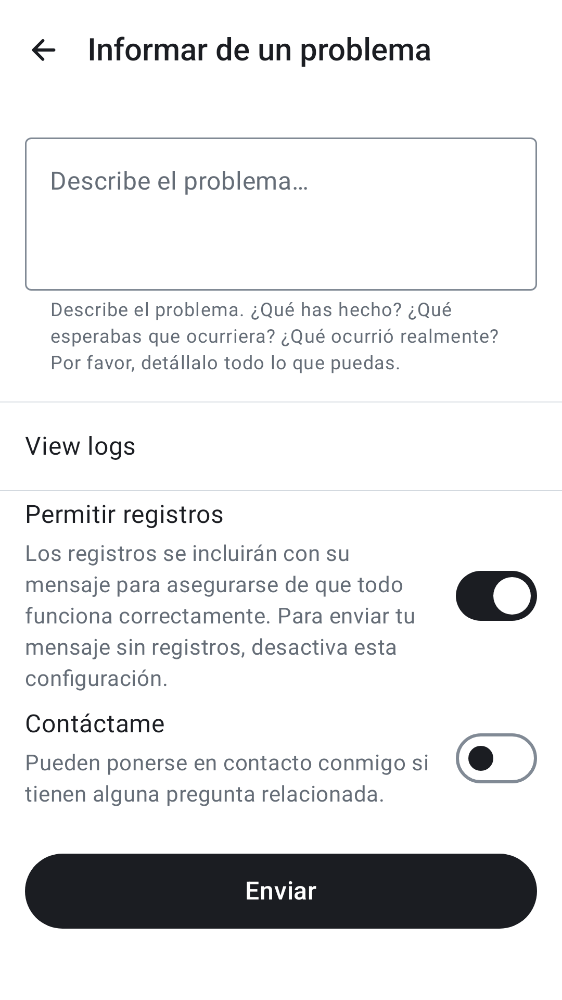 Informar de un problema
Describe el problema…
Describe el problema. ¿Qué has hecho? ¿Qué
esperabas que ocurriera? ¿Qué ocurrió realmente?
Por favor, detállalo todo lo que puedas.
View logs
Permitir registros
Los registros se incluirán con su
mensaje para asegurarse de que todo
funciona correctamente. Para enviar tu
mensaje sin registros, desactiva esta
configuración.
Contáctame
Pueden ponerse en contacto conmigo si
tienen alguna pregunta relacionada.
Enviar